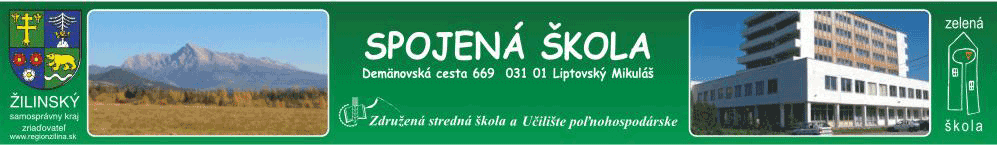 ŽILINSKÝ
samosprávny kraj
zriaďovateľ
www.regionzilina.sk
SPOJENÁ ŠKOLA
Demänovská cesta 669 031 01 Liptovský Mikuláš
Združená stredná škola a Učilište poľnohospodárske
zelená
škola